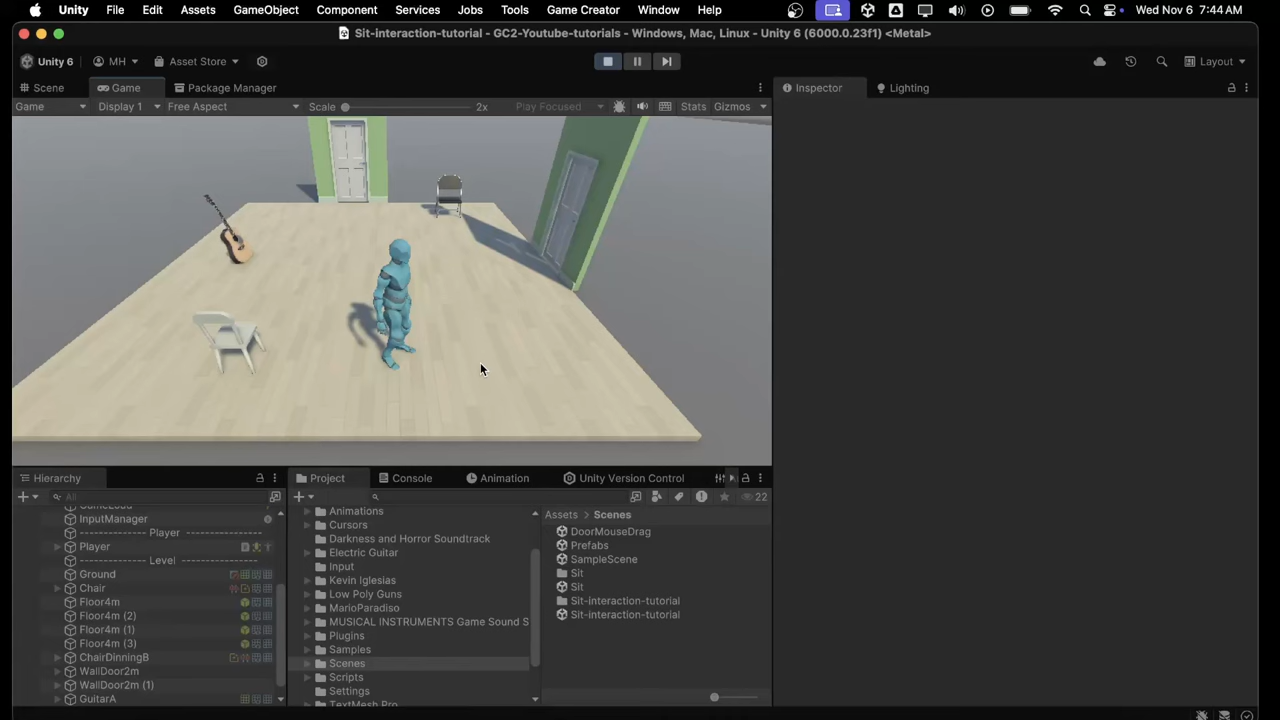 Unity File Edit Assets GameObject Component Services Jobs Tools Game Creator Window Help Wed Nov 6 7:44 AM
Sit-interaction-tutorial - GC2-Youtube-tutorials - Windows, Mac, Linux - Unity 6 (6000.0.23f1) <Metal>
Unity 6 MH Asset Store Layout
Scene Game Package Manager Inspector Lighting
Game Display 1 Free Aspect Scale 2x Play Focused Stats Gizmos
Hierarchy Project Console Animation Unity Version Control
All 22
InputManager
-------------- Player ----------------
Player
-------------- Level ----------------
Ground
Chair
Floor4m
Floor4m (2)
Floor4m (1)
Floor4m (3)
ChairDinningB
WallDoor2m
WallDoor2m (1)
GuitarA
Animations
Cursors
Darkness and Horror Soundtrack
Electric Guitar
Input
Kevin Iglesias
Low Poly Guns
MarioParadiso
MUSICAL INSTRUMENTS Game Sound S
Plugins
Samples
Scenes
Scripts
Settings
TextMesh Pro
Assets Scenes
DoorMouseDrag
Prefabs
SampleScene
Sit
Sit
Sit-interaction-tutorial
Sit-interaction-tutorial